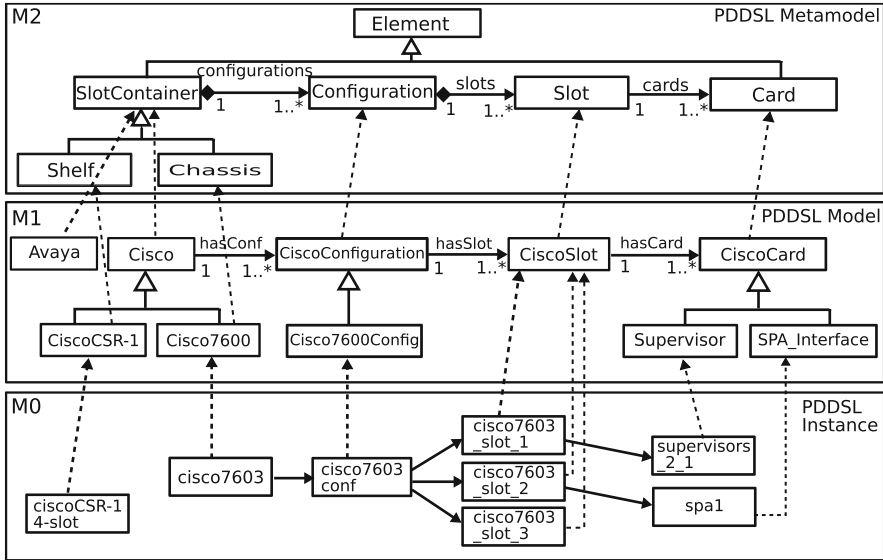 M2
Element
PDDSL Metamodel
configurations
slots
cards
SlotContainer
Configuration
Slot
Card
1
1..*
1
1..*
1
1..*
Shelf
Chassis
M1
PDDSL Model
Avaya
Cisco
hasConf
CiscoConfiguration
hasSlot
CiscoSlot
hasCard
CiscoCard
1
1..*
1
1..*
1
1..*
CiscoCSR-1
Cisco7600
Cisco7600Config
Supervisor
SPA_Interface
M0
PDDSL
Instance
cisco7603
_slot_1
supervisors
_2_1
cisco7603
cisco7603
conf
cisco7603
_slot_2
spa1
ciscoCSR-1
4-slot
cisco7603
_slot_3